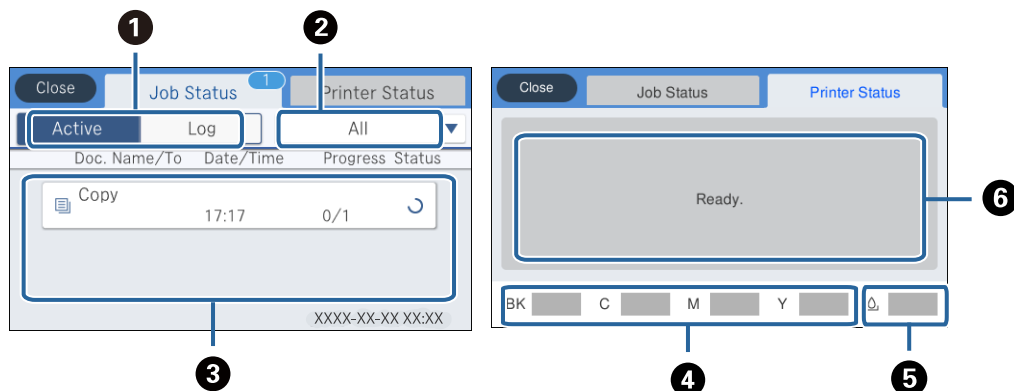 1 2
Close Job Status 1 Printer Status
Active Log All
Doc. Name/To Date/Time Progress Status
Copy
17:17 0/1
XXXX-XX-XX XX:XX
3
Close Job Status Printer Status
Ready.
6
BK C M Y
4 5